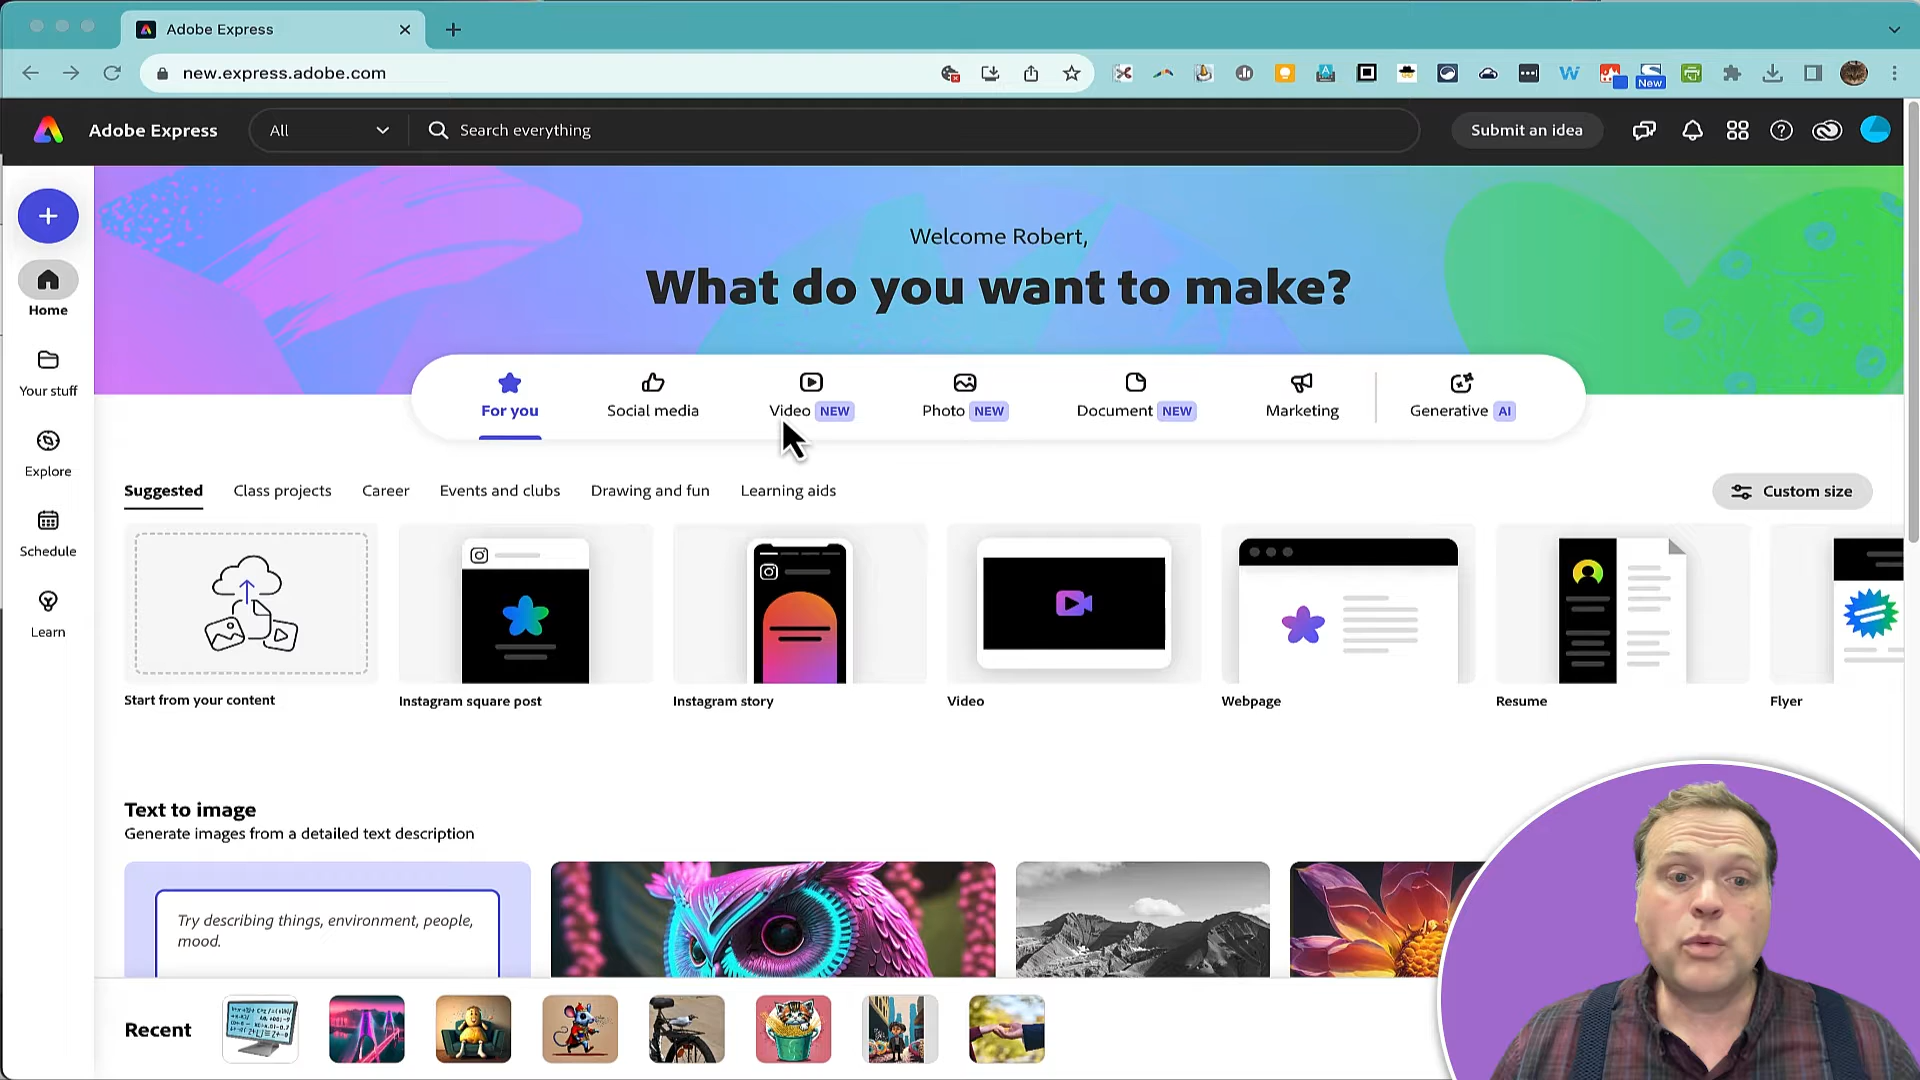 Adobe Express
new.express.adobe.com
New
Adobe Express
All
Search everything
Submit an idea
Home
Your stuff
Explore
Schedule
Learn
Welcome Robert,
What do you want to make?
For you
Social media
Video NEW
Photo NEW
Document NEW
Marketing
Generative AI
Suggested
Class projects
Career
Events and clubs
Drawing and fun
Learning aids
Custom size
Start from your content
Instagram square post
Instagram story
Video
Webpage
Resume
Flyer
Text to image
Generate images from a detailed text description
Try describing things, environment, people,
mood.
Recent